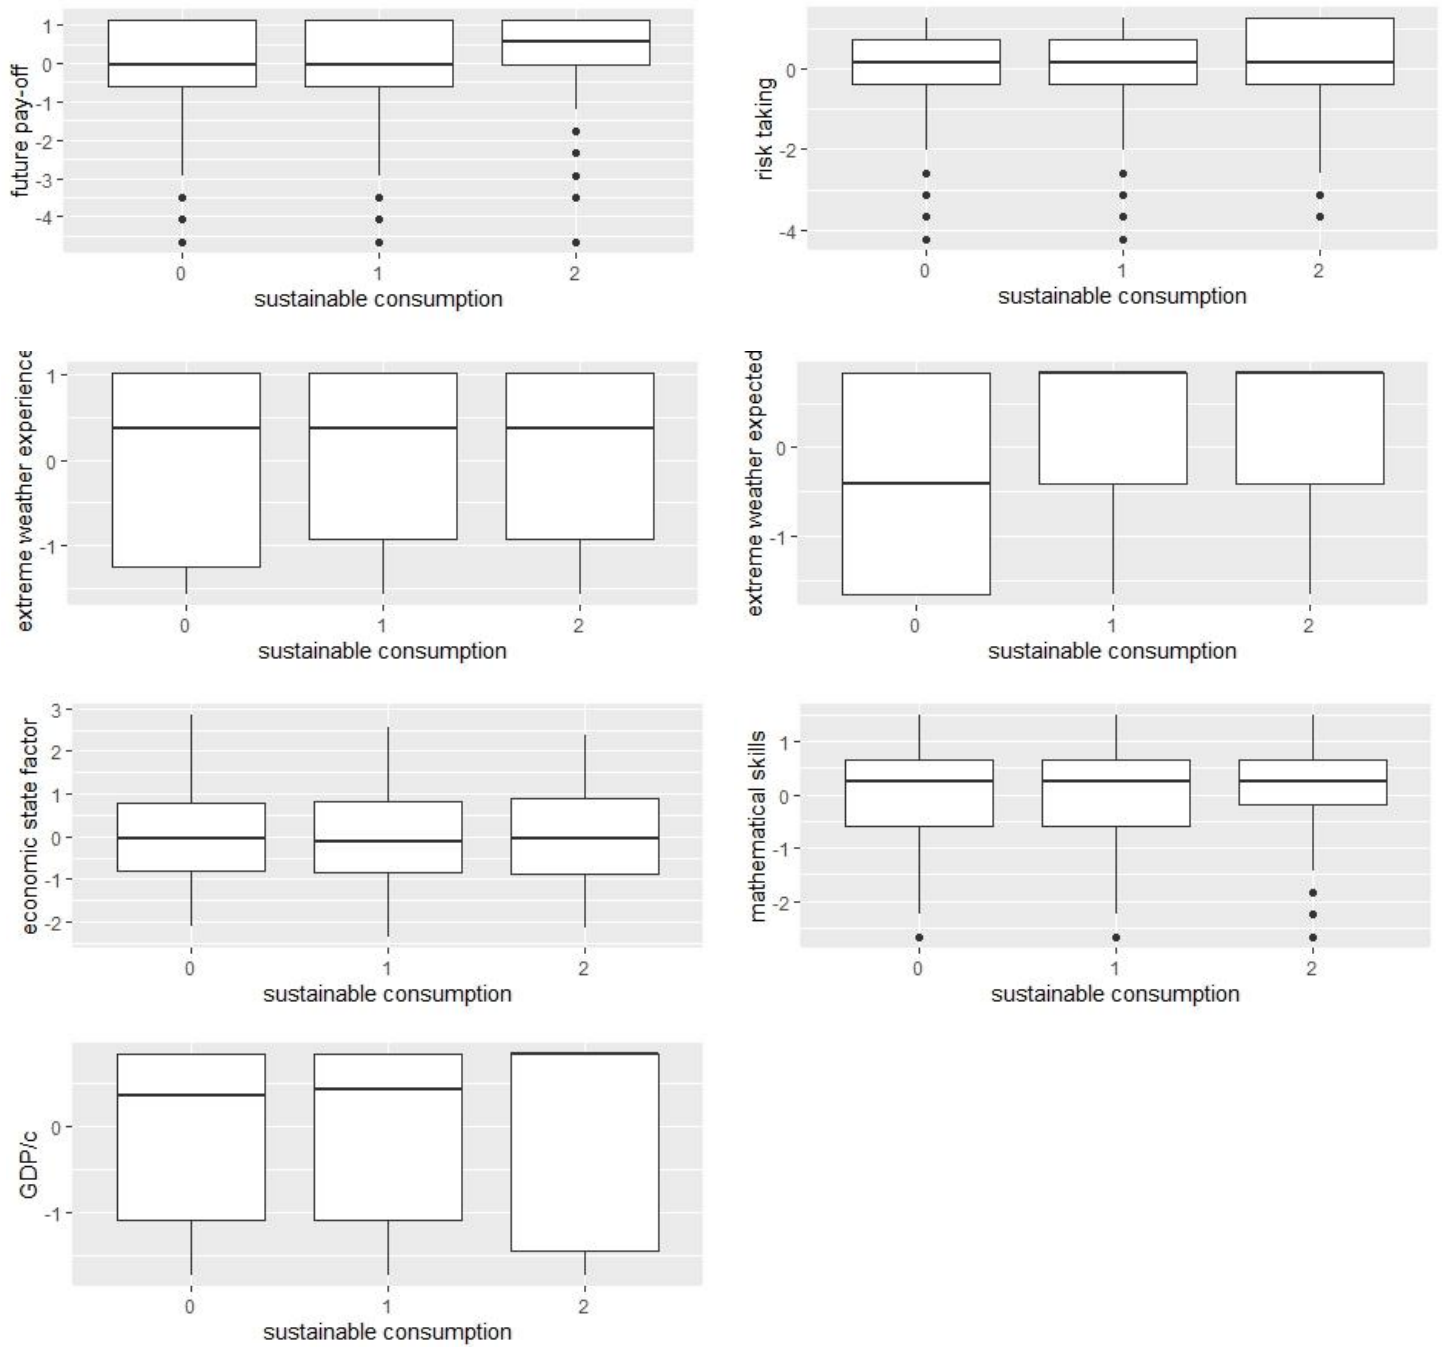 future pay-off
1
0
-1
-2
-3
-4
0 1 2
sustainable consumption
risk taking
0
-2
-4
0 1 2
sustainable consumption
extreme weather experience
1
0
-1
0 1 2
sustainable consumption
extreme weather expected
0
-1
0 1 2
sustainable consumption
economic state factor
3
2
1
0
-1
-2
0 1 2
sustainable consumption
mathematical skills
1
0
-1
-2
0 1 2
sustainable consumption
GDP/c
0
-1
0 1 2
sustainable consumption